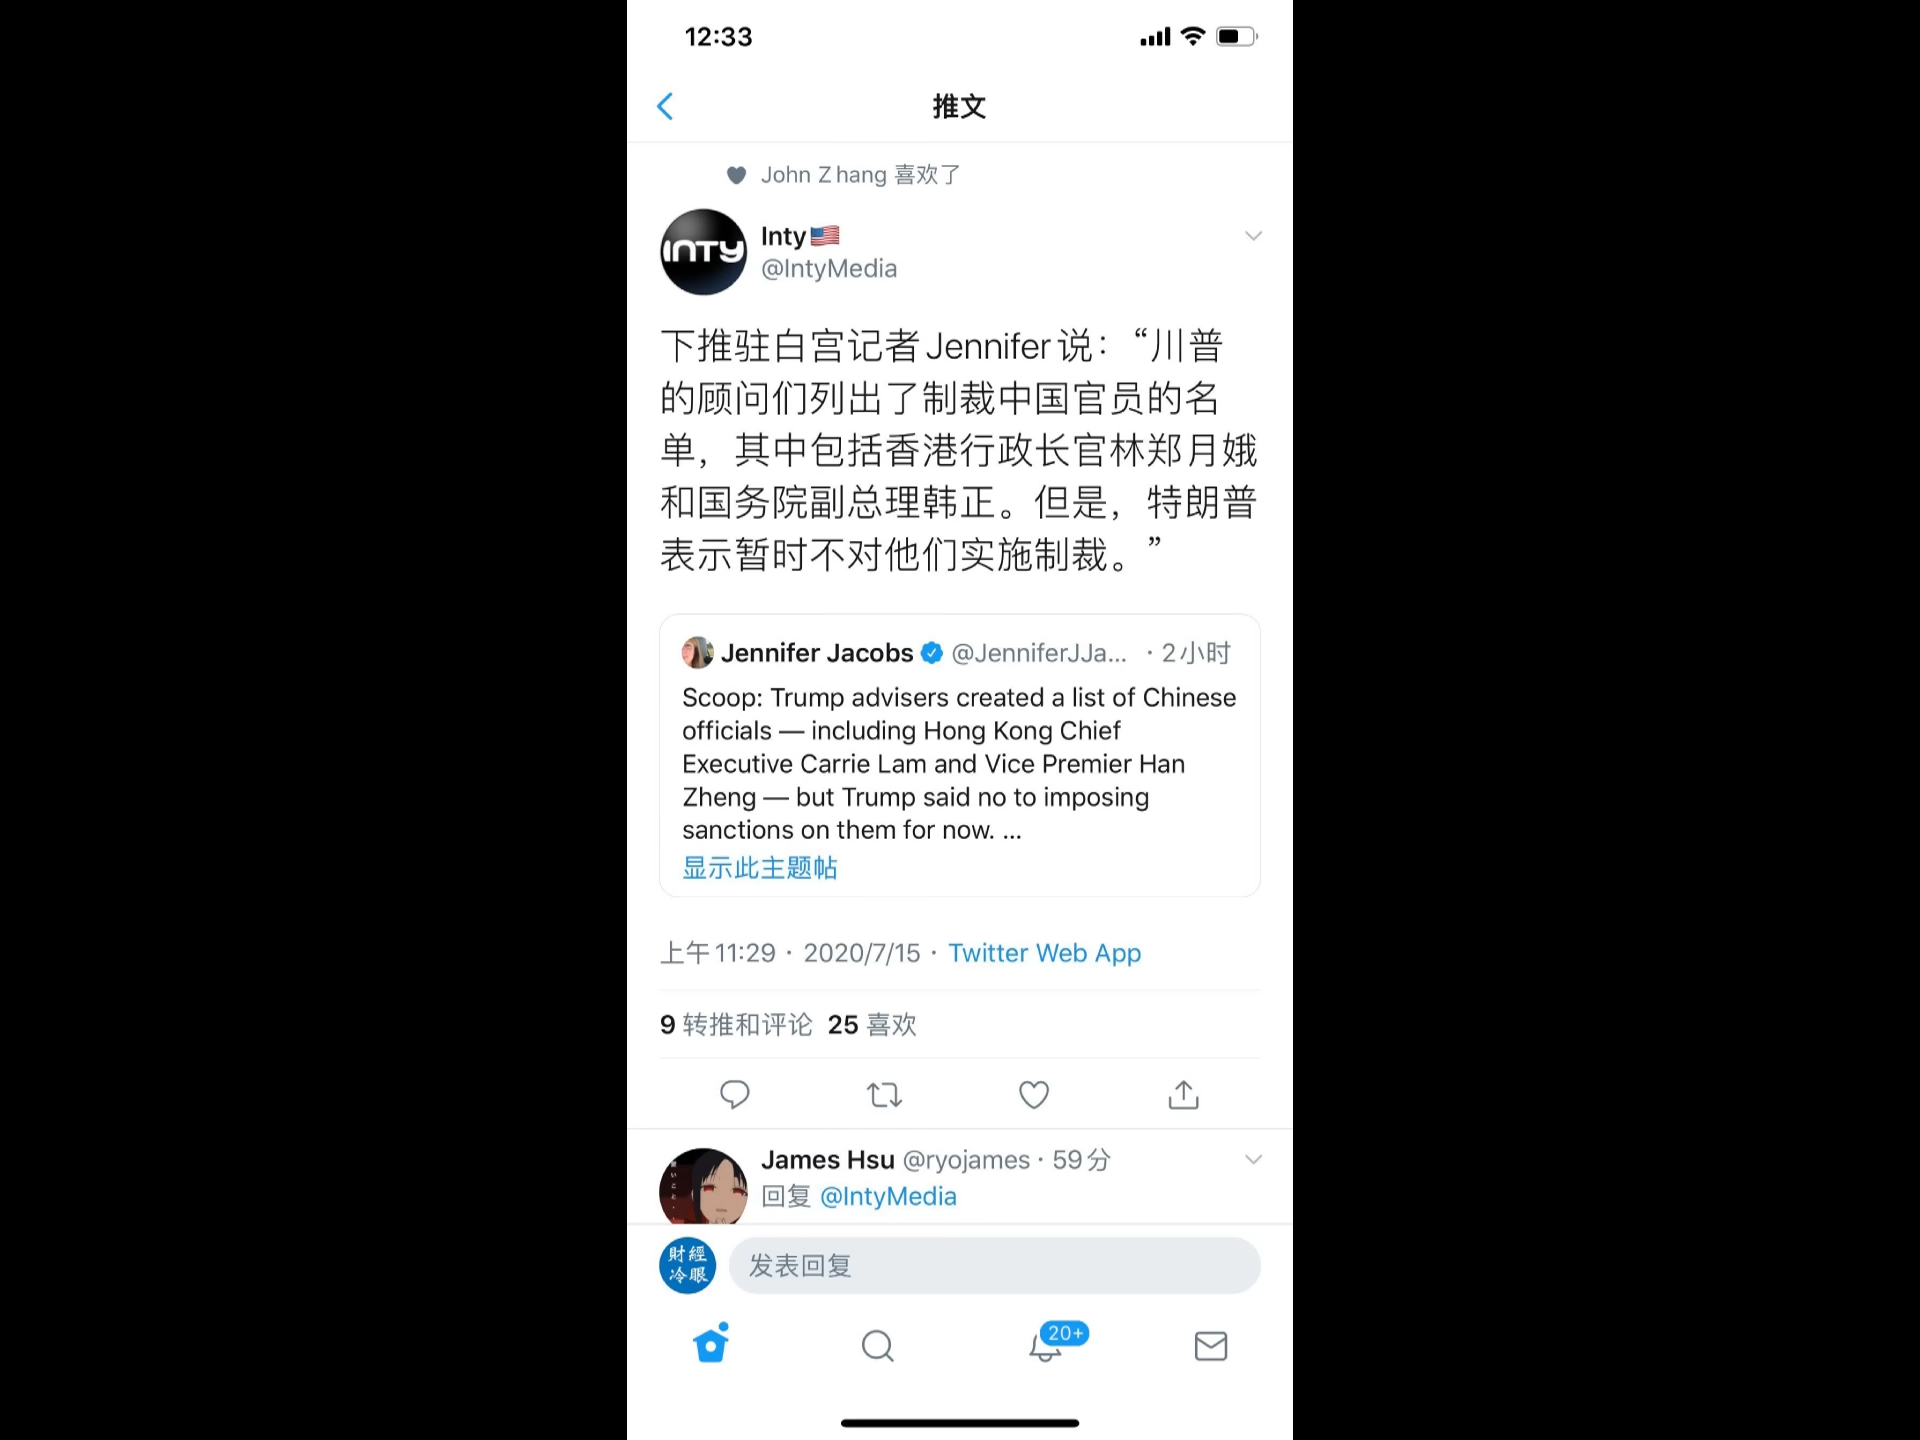 12:33
推文
John Zhang 喜欢了
INTY
Inty
@IntyMedia
下推驻白宫记者Jennifer说：“川普
的顾问们列出了制裁中国官员的名
单，其中包括香港行政长官林郑月娥
和国务院副总理韩正。但是，特朗普
表示暂时不对他们实施制裁。”
Jennifer Jacobs @JenniferJJa... · 2小时
Scoop: Trump advisers created a list of Chinese
officials — including Hong Kong Chief
Executive Carrie Lam and Vice Premier Han
Zheng — but Trump said no to imposing
sanctions on them for now. ...
显示此主题帖
上午11:29 · 2020/7/15 · Twitter Web App
9 转推和评论 25 喜欢
James Hsu @ryojames · 59分
回复 @IntyMedia
財經
冷眼
发表回复
20+